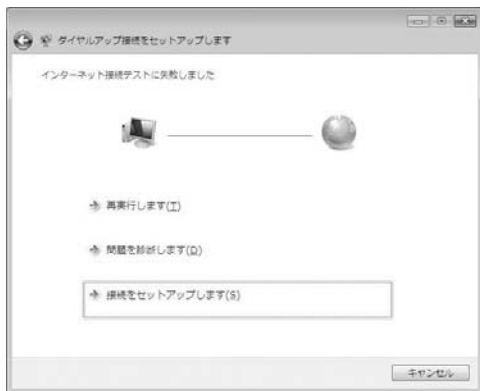 ダイヤルアップ接続をセットアップします
インターネット接続テストに失敗しました
再実行します(T)
問題を診断します(D)
接続をセットアップします(S)
キャンセル